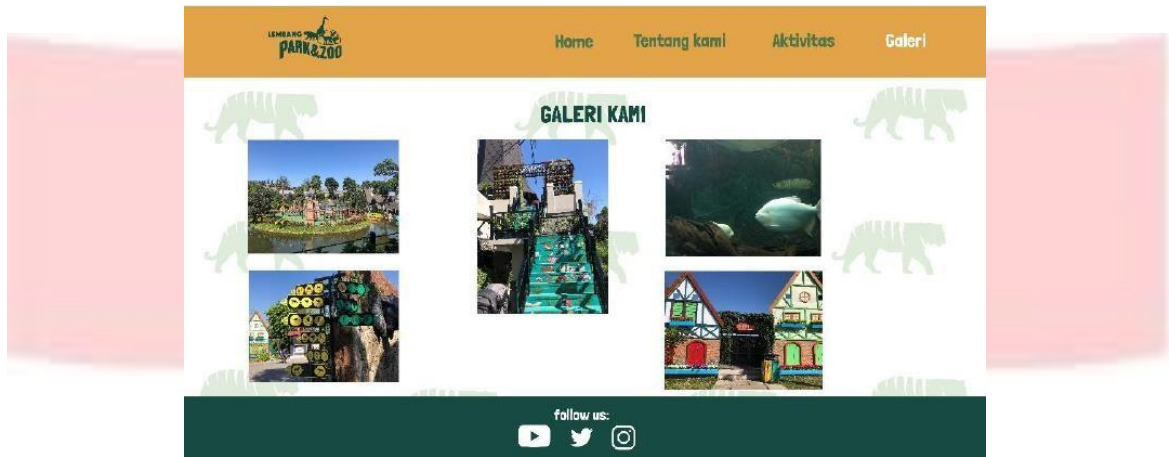 LEMBANG
PARK&ZOO
Home Tentang kami Aktivitas Galeri
GALERI KAMI
follow us: